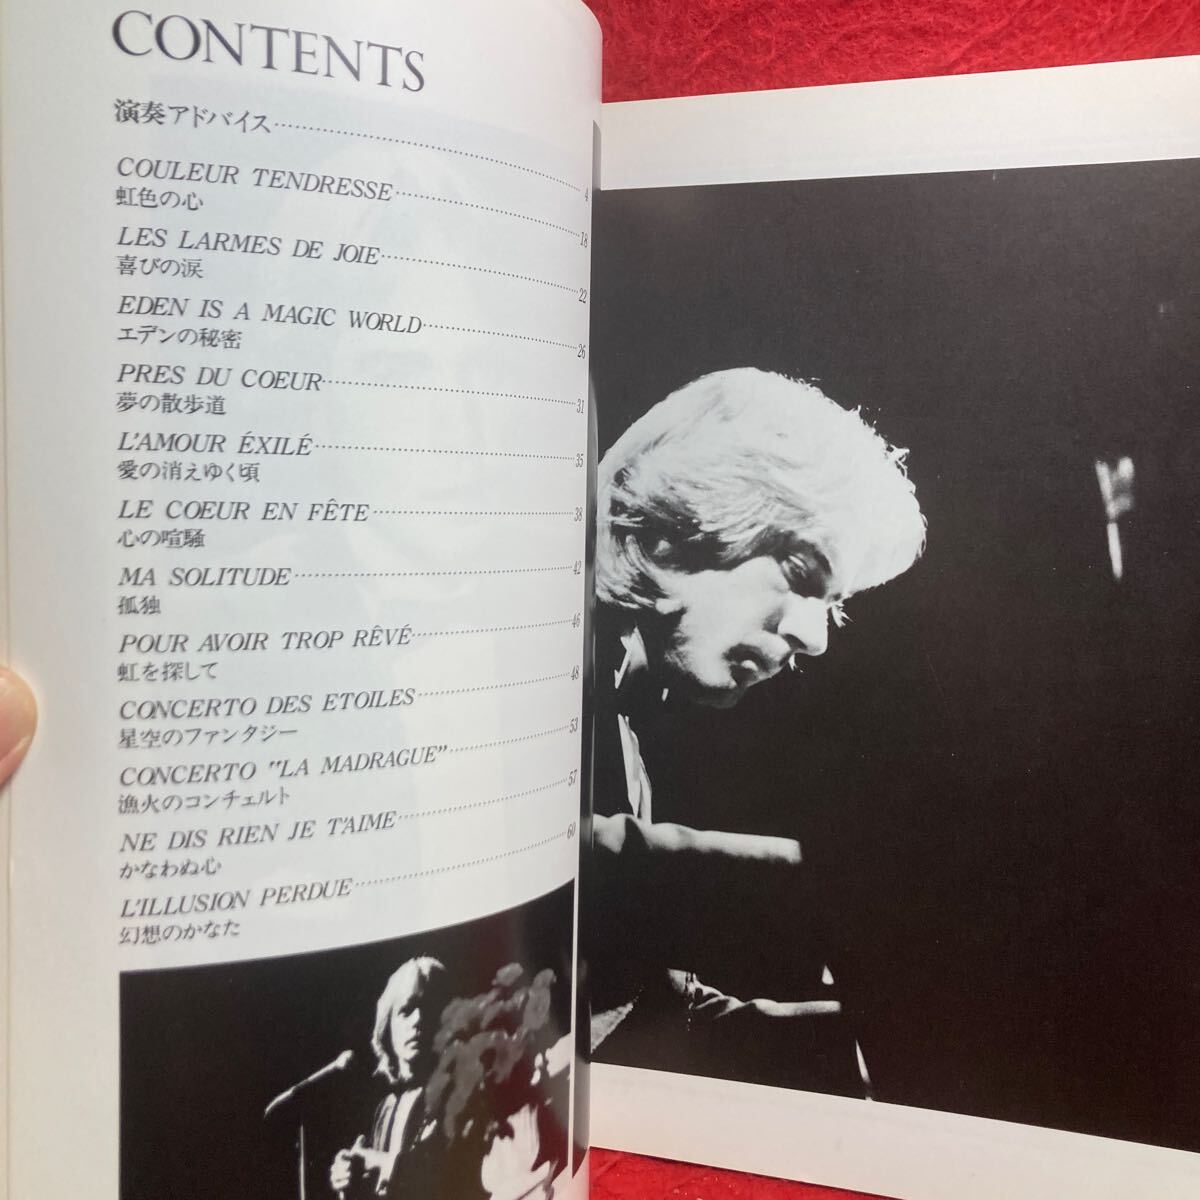 CONTENTS
演奏アドバイス……………………4
COULEUR TENDRESSE……………………18
虹色の心
LES LARMES DE JOIE……………………22
喜びの涙
EDEN IS A MAGIC WORLD……………………26
エデンの秘密
PRES DU COEUR……………………31
夢の散歩道
L'AMOUR ÉXILÉ……………………35
愛の消えゆく頃
LE COEUR EN FÊTE……………………38
心の喧騒
MA SOLITUDE……………………42
孤独
POUR AVOIR TROP RÊVÉ……………………46
虹を探して
CONCERTO DES ETOILES……………………48
星空のファンタジー
CONCERTO "LA MADRAGUE"……………………53
漁火のコンチェルト
NE DIS RIEN JE T'AIME……………………57
かなわぬ心
L'ILLUSION PERDUE……………………60
幻想のかなた